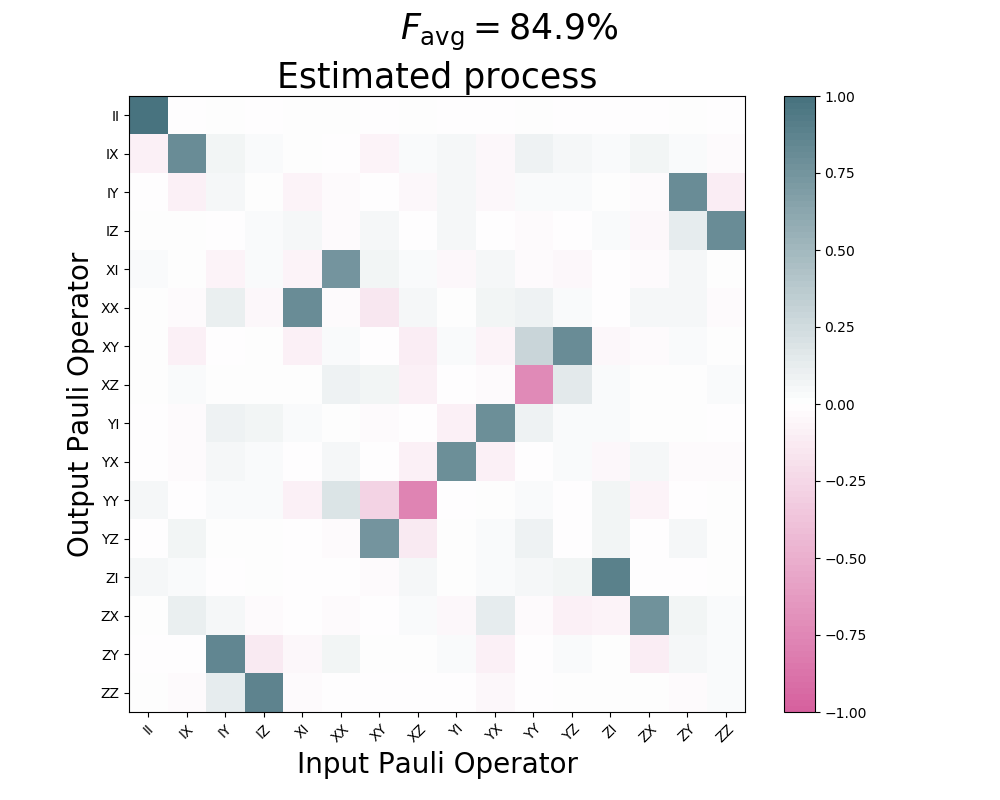 F_avg = 84.9%
Estimated process
Output Pauli Operator
II
IX
IY
IZ
XI
XX
XY
XZ
YI
YX
YY
YZ
ZI
ZX
ZY
ZZ
II
IX
IY
IZ
XI
XX
XY
XZ
YI
YX
YY
YZ
ZI
ZX
ZY
ZZ
Input Pauli Operator
1.00
0.75
0.50
0.25
0.00
−0.25
−0.50
−0.75
−1.00